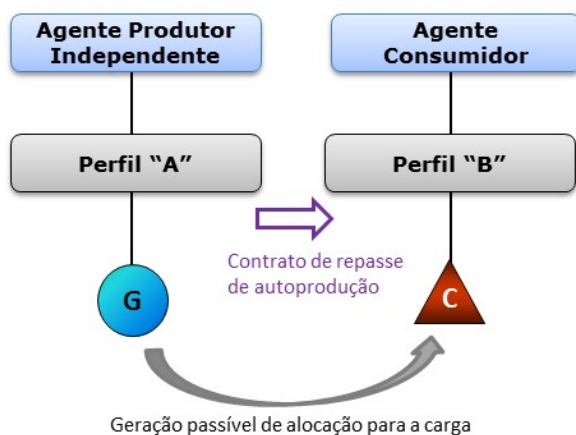 Agente Produtor
Independente
Agente
Consumidor
Perfil “A”
Perfil “B”
Contrato de repasse
de autoprodução
G
C
Geração passível de alocação para a carga